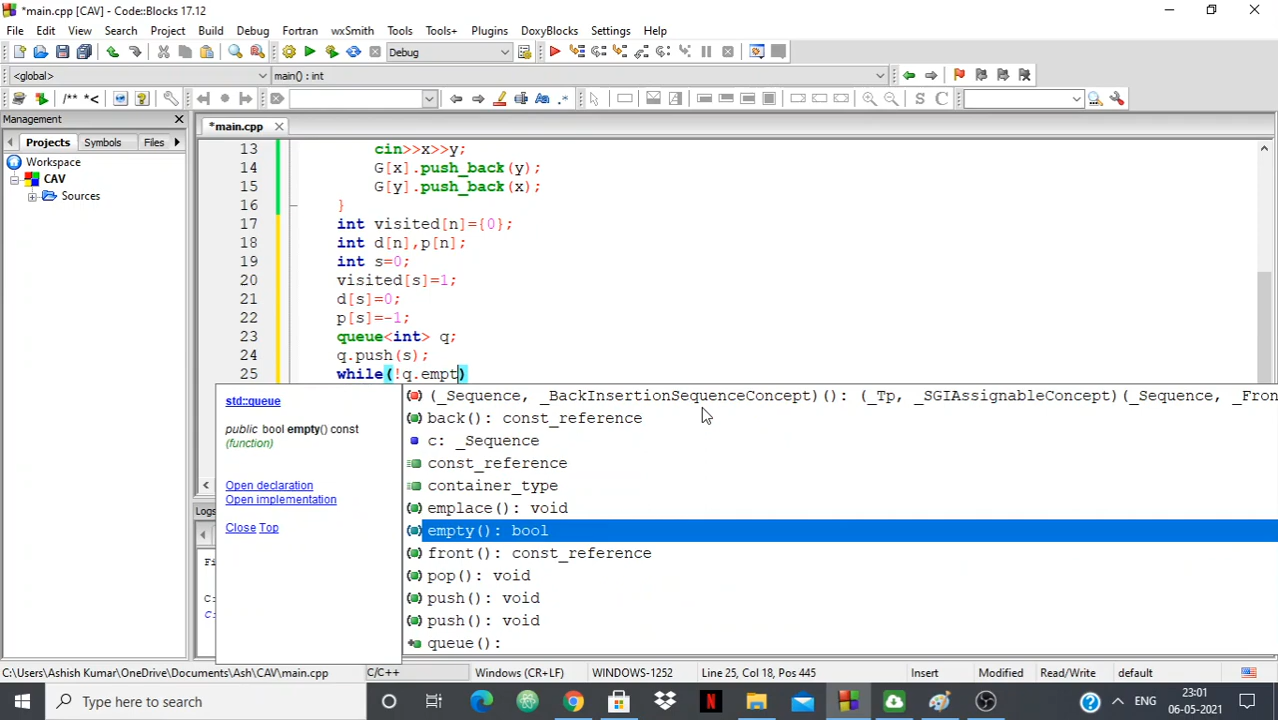 *main.cpp [CAV] - Code::Blocks 17.12
File Edit View Search Project Build Debug Fortran wxSmith Tools Tools+ Plugins DoxyBlocks Settings Help
Debug
<global> main() : int
/** *< Aa .* S C
Management
Projects Symbols Files
Workspace
CAV
Sources
*main.cpp
13 cin>>x>>y;
14 G[x].push_back(y);
15 G[y].push_back(x);
16 }
17 int visited[n]={0};
18 int d[n],p[n];
19 int s=0;
20 visited[s]=1;
21 d[s]=0;
22 p[s]=-1;
23 queue<int> q;
24 q.push(s);
25 while(!q.empt)
std::queue
public bool empty() const
(function)
Open declaration
Open implementation
Close Top
(_Sequence, _BackInsertionSequenceConcept)(): (_Tp, _SGIAssignableConcept)(_Sequence, _Fron
back(): const_reference
c: _Sequence
const_reference
container_type
emplace(): void
empty(): bool
front(): const_reference
pop(): void
push(): void
push(): void
queue():
Logs
Fi
C:
C:
C:\Users\Ashish Kumar\OneDrive\Documents\Ash\CAV\main.cpp C/C++ Windows (CR+LF) WINDOWS-1252 Line 25, Col 18, Pos 445 Insert Modified Read/Write default
Type here to search
N
ENG
23:01
06-05-2021